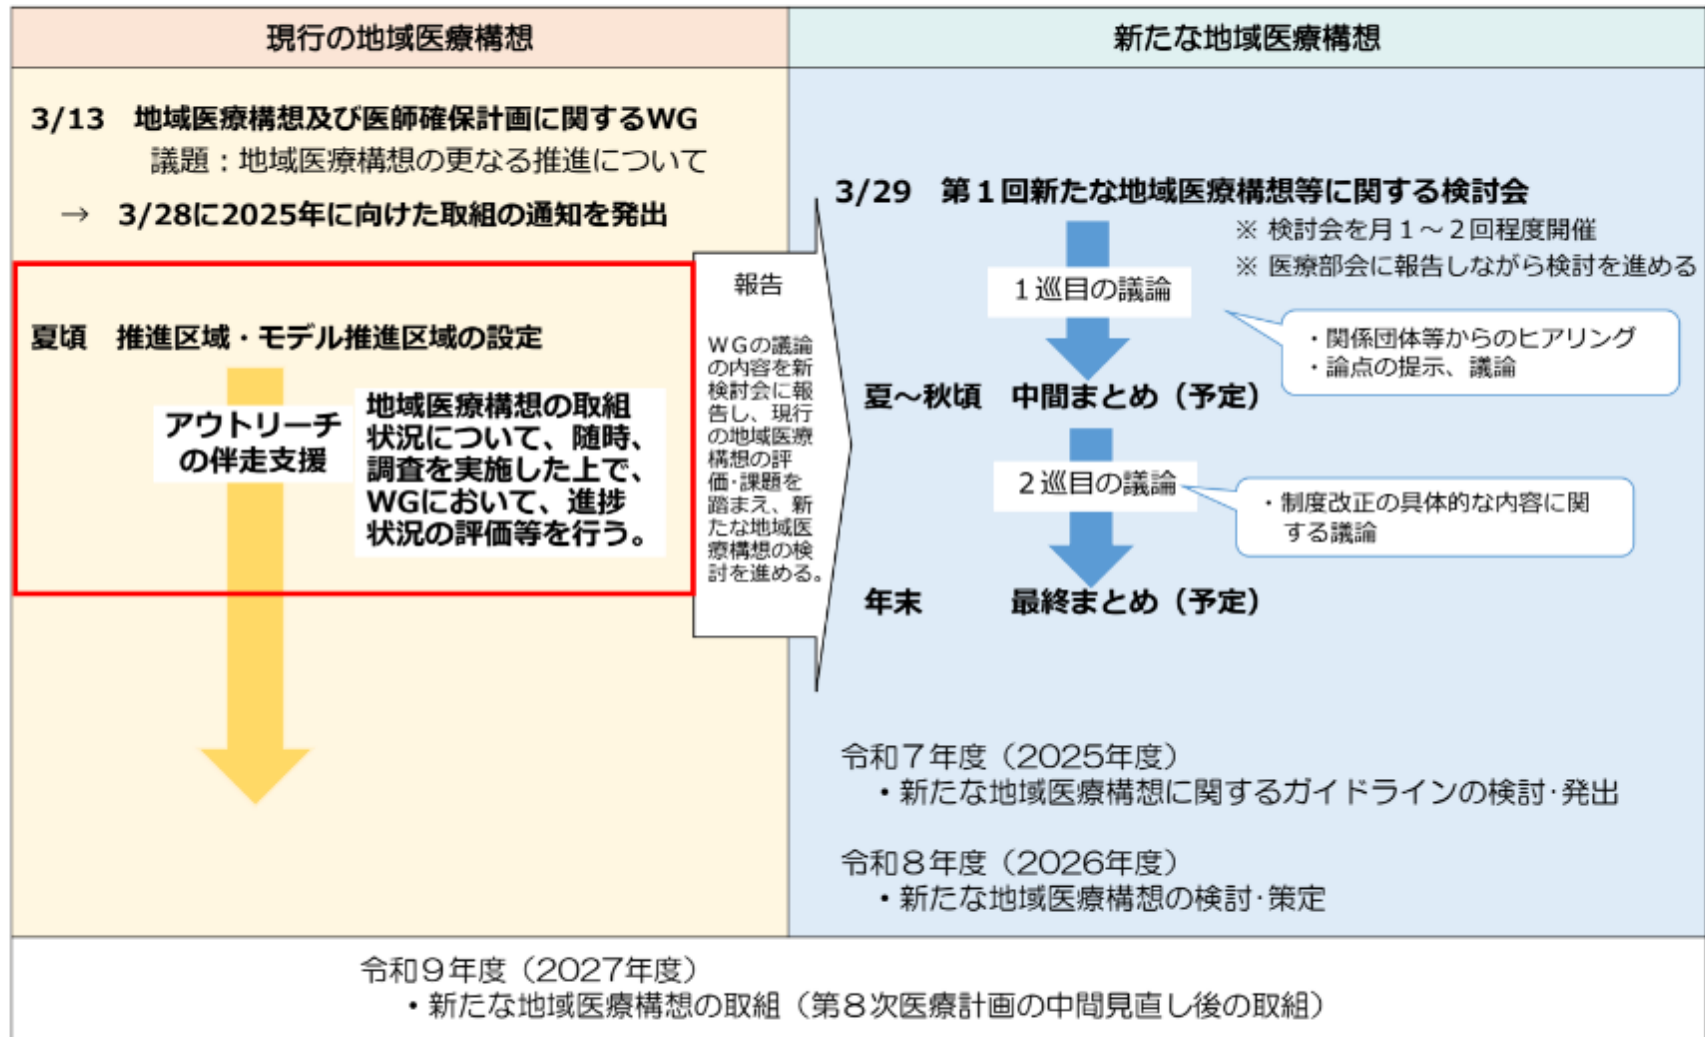 現行の地域医療構想
3/13　地域医療構想及び医師確保計画に関するWG
議題：地域医療構想の更なる推進について
→　3/28に2025年に向けた取組の通知を発出
夏頃　推進区域・モデル推進区域の設定
アウトリーチ
の伴走支援
地域医療構想の取組
状況について、随時、
調査を実施した上で、
WGにおいて、進捗
状況の評価等を行う。
報告
ＷＧの議論
の内容を新
検討会に報
告し、現行
の地域医療
構想の評
価･課題を
踏まえ、新
たな地域医
療構想の検
討を進める。
新たな地域医療構想
3/29　第１回新たな地域医療構想等に関する検討会
※ 検討会を月１～２回程度開催
※ 医療部会に報告しながら検討を進める
１巡目の議論
・関係団体等からのヒアリング
・論点の提示、議論
夏～秋頃　中間まとめ（予定）
２巡目の議論
・制度改正の具体的な内容に関
する議論
年末　最終まとめ（予定）
令和７年度（2025年度）
・新たな地域医療構想に関するガイドラインの検討･発出
令和８年度（2026年度）
・新たな地域医療構想の検討･策定
令和９年度（2027年度）
・新たな地域医療構想の取組（第８次医療計画の中間見直し後の取組）